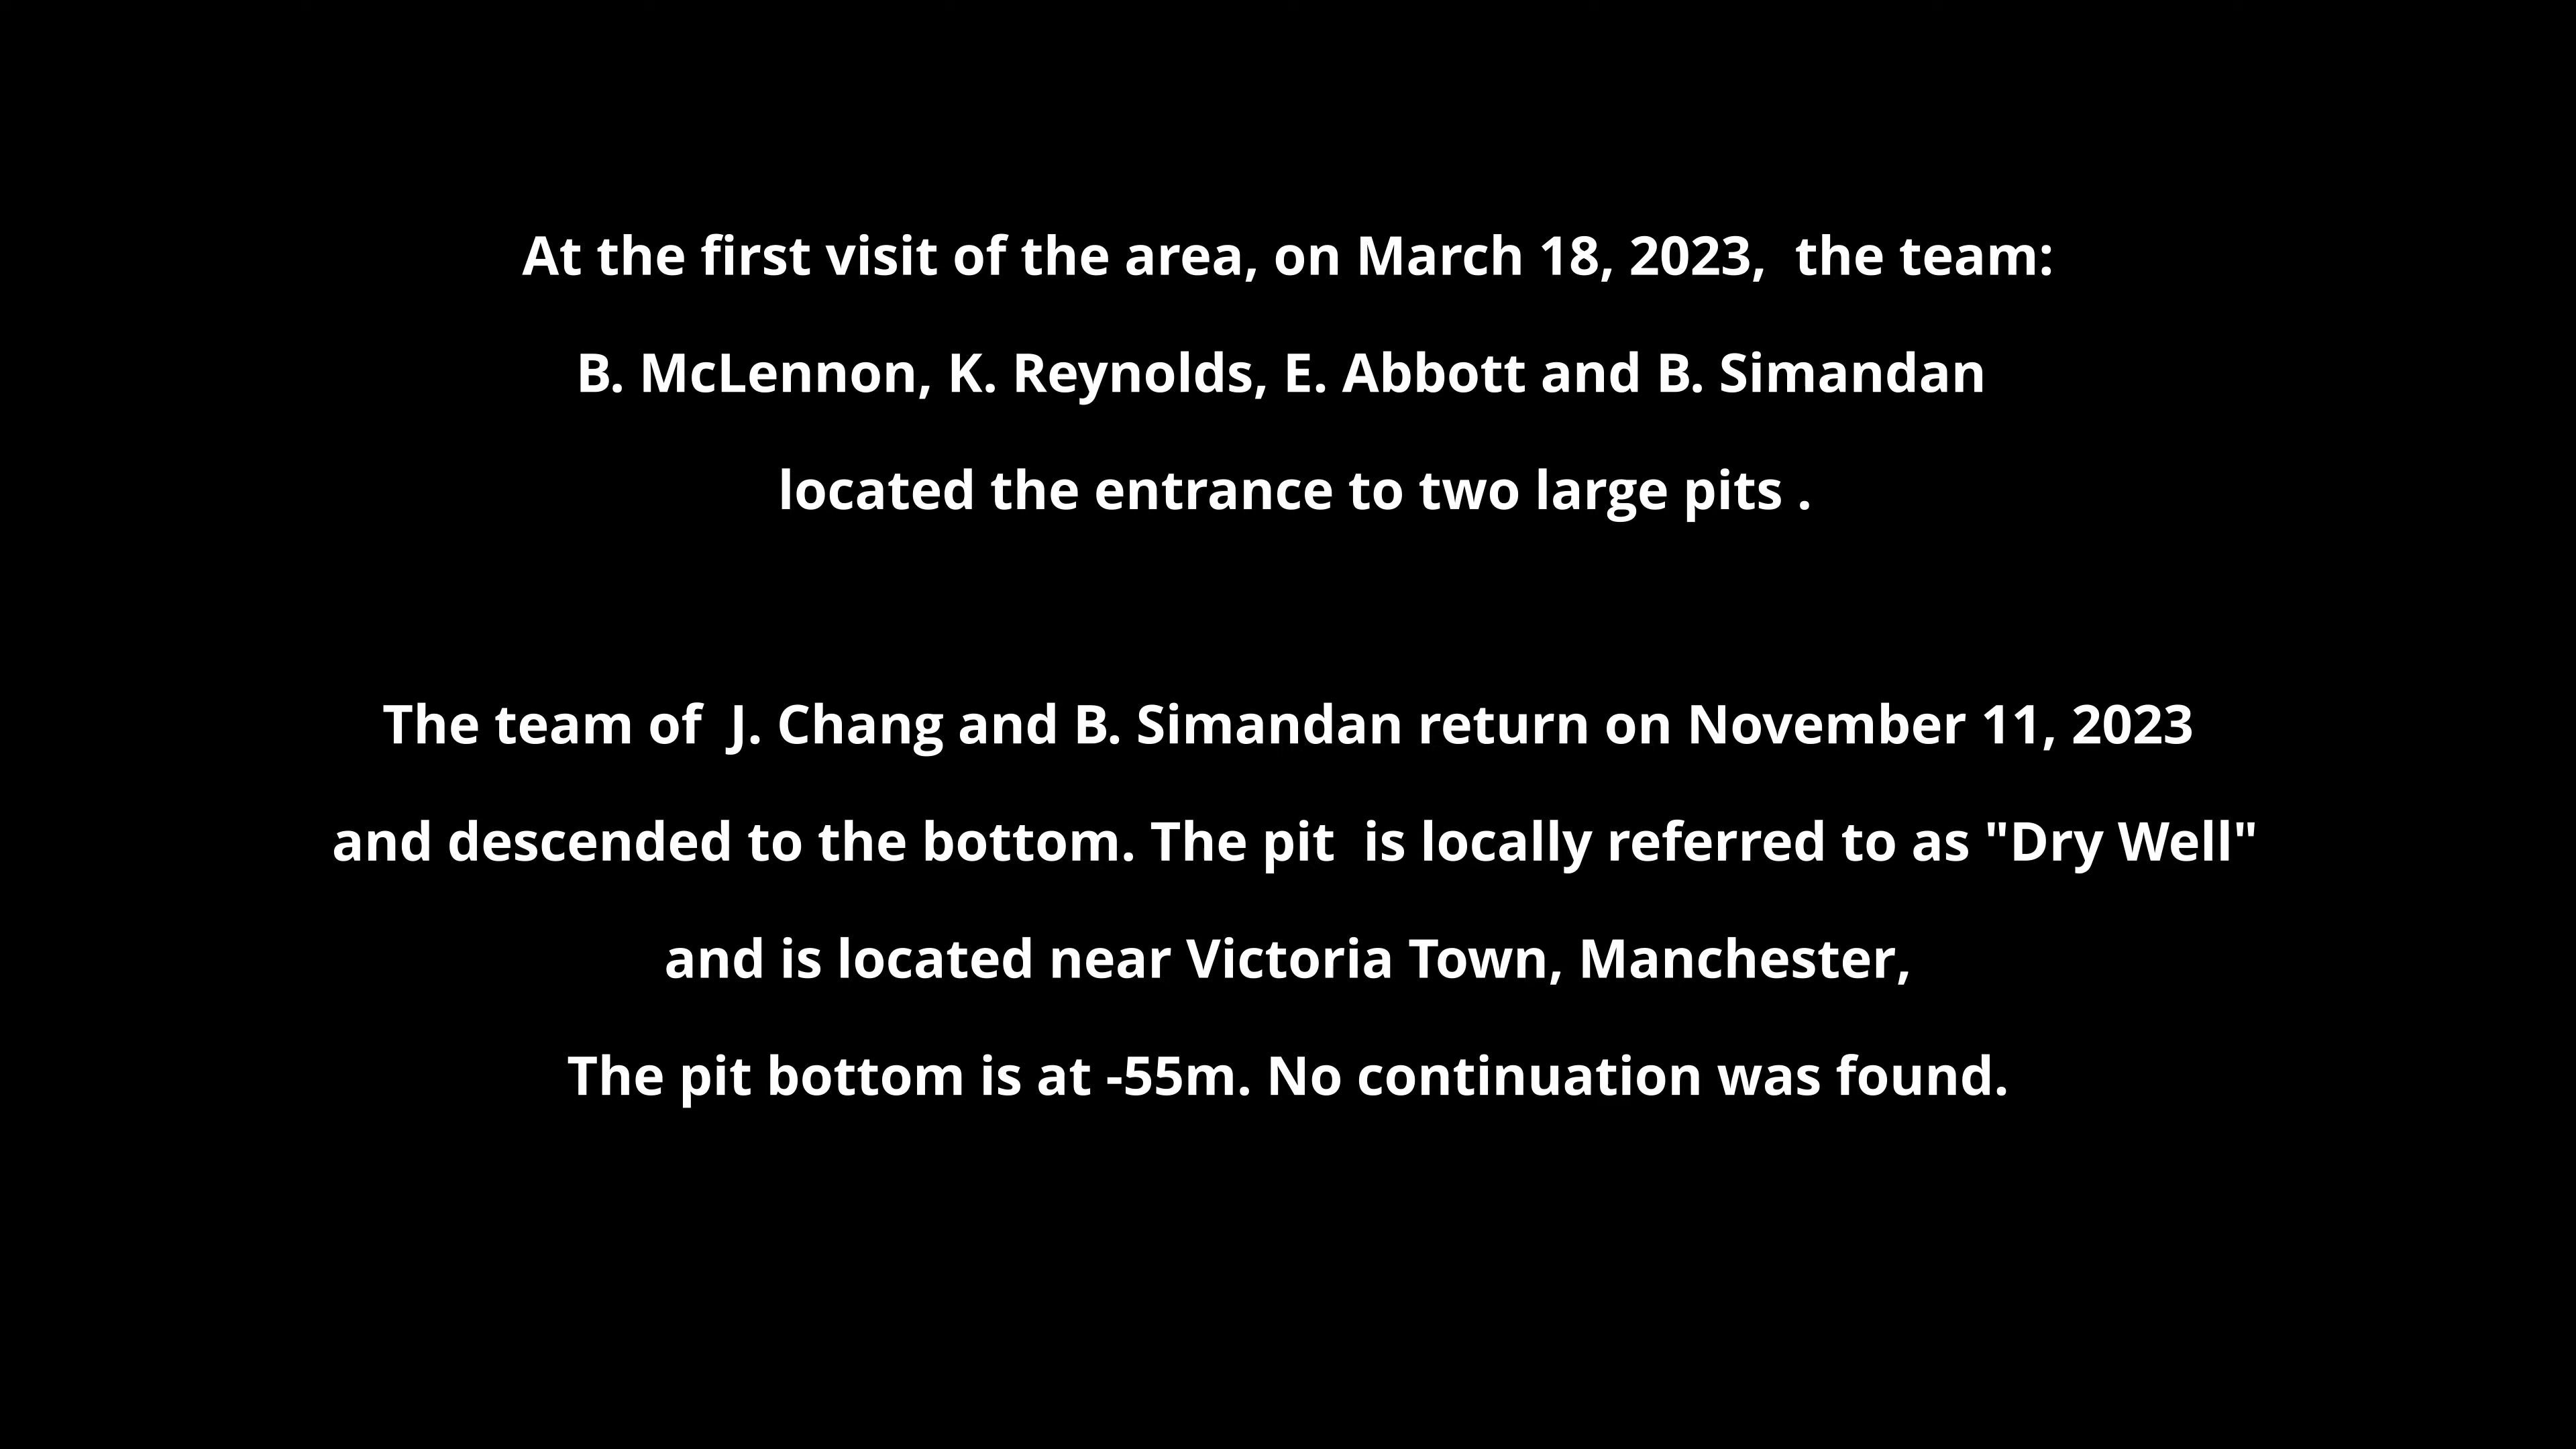 At the first visit of the area, on March 18, 2023,  the team:
B. McLennon, K. Reynolds, E. Abbott and B. Simandan
located the entrance to two large pits .
The team of  J. Chang and B. Simandan return on November 11, 2023
and descended to the bottom. The pit  is locally referred to as "Dry Well"
and is located near Victoria Town, Manchester,
The pit bottom is at -55m. No continuation was found.